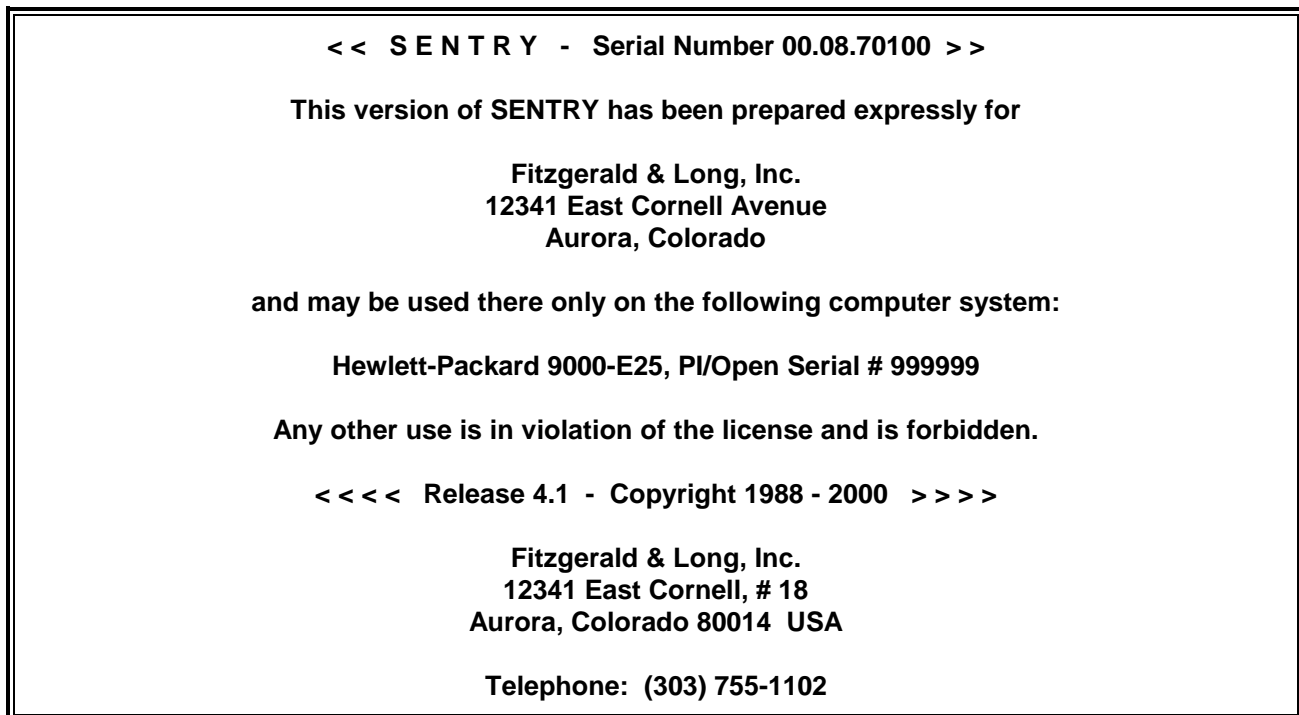 < <  S E N T R Y  -  Serial Number 00.08.70100  > >
This version of SENTRY has been prepared expressly for
Fitzgerald & Long, Inc.
12341 East Cornell Avenue
Aurora, Colorado
and may be used there only on the following computer system:
Hewlett-Packard 9000-E25, PI/Open Serial # 999999
Any other use is in violation of the license and is forbidden.
< < < <  Release 4.1  -  Copyright 1988 - 2000  > > > >
Fitzgerald & Long, Inc.
12341 East Cornell, # 18
Aurora, Colorado 80014  USA
Telephone:  (303) 755-1102